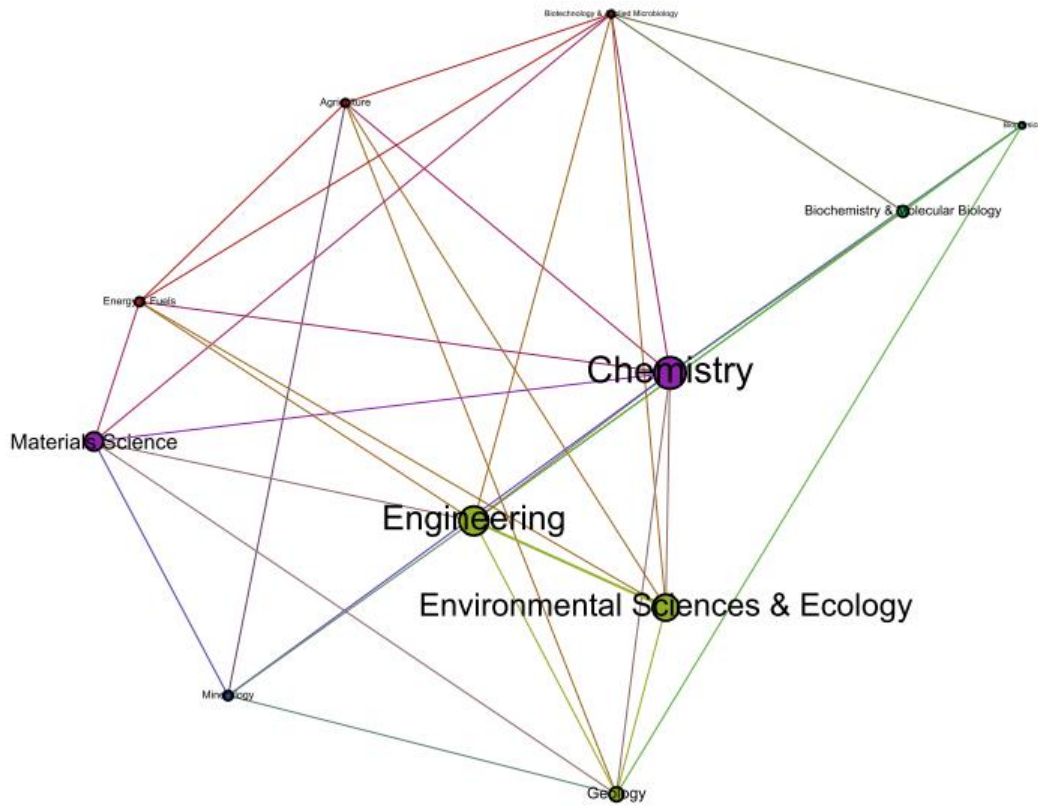 Biotechnology & Applied Microbiology
Agriculture
Biochemistry & Molecular Biology
Energy & Fuels
Chemistry
Materials Science
Engineering
Environmental Sciences & Ecology
Mineralogy
Geology